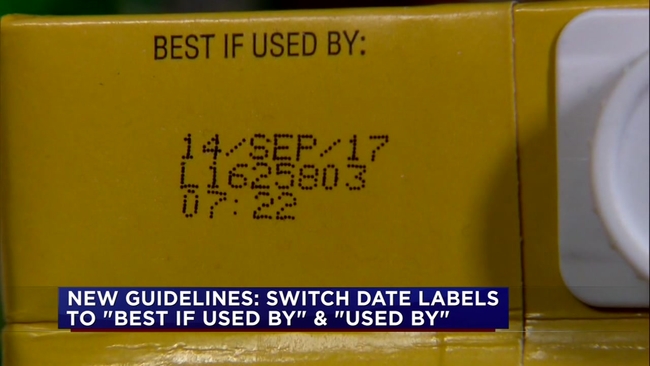 BEST IF USED BY:
14/SEP/17
L1625803
07:22
NEW GUIDELINES: SWITCH DATE LABELS
TO "BEST IF USED BY" & "USED BY"